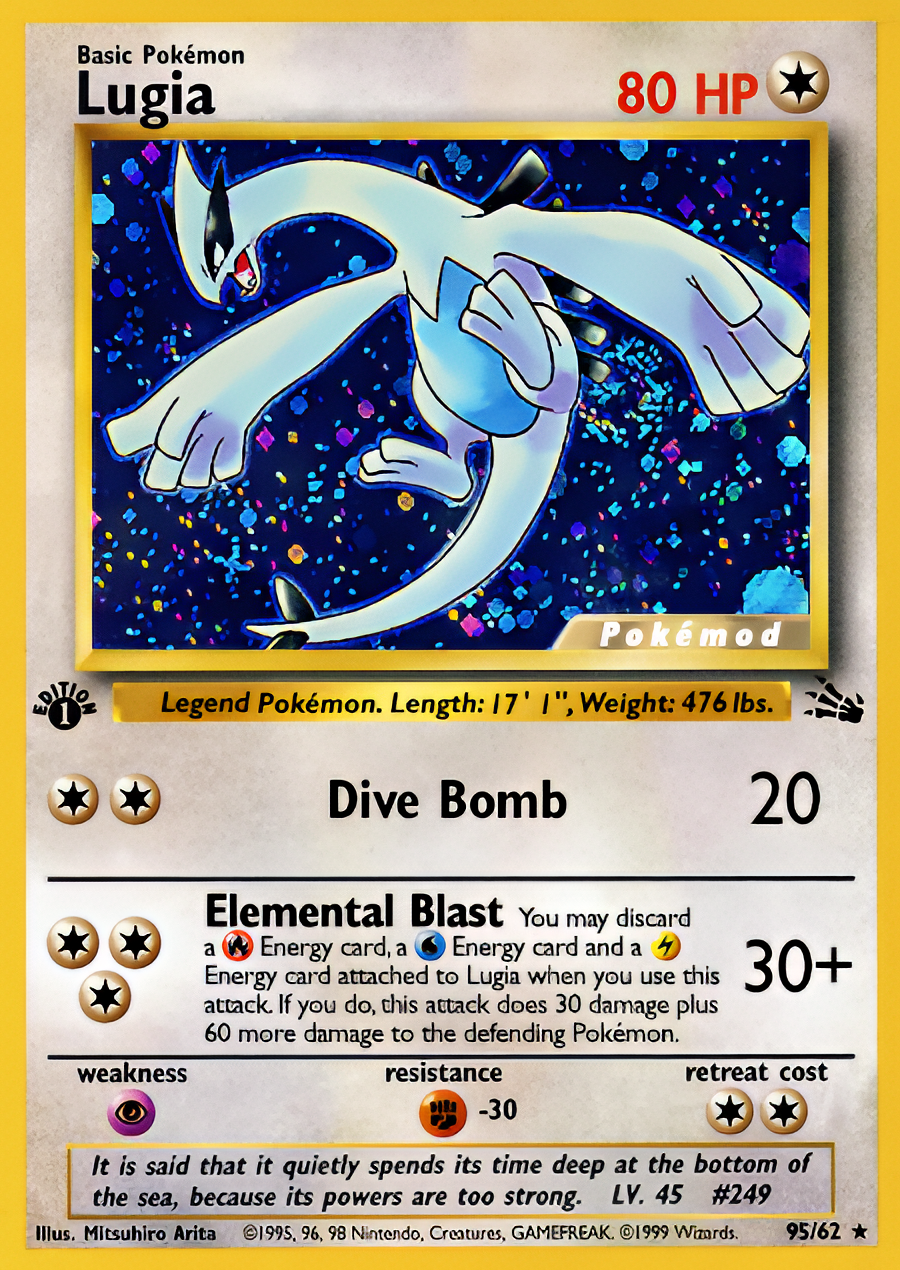 Basic Pokémon
Lugia
80 HP
Pokémod
EDITION
1
Legend Pokémon. Length: 17' 1", Weight: 476 lbs.
Dive Bomb 20
Elemental Blast You may discard
a Energy card, a Energy card and a
Energy card attached to Lugia when you use this
attack. If you do, this attack does 30 damage plus
60 more damage to the defending Pokémon.
30+
weakness resistance retreat cost
-30
It is said that it quietly spends its time deep at the bottom of
the sea, because its powers are too strong. LV. 45 #249
Illus. Mitsuhiro Arita ©1995, 96, 98 Nintendo, Creatures, GAMEFREAK. ©1999 Wizards. 95/62